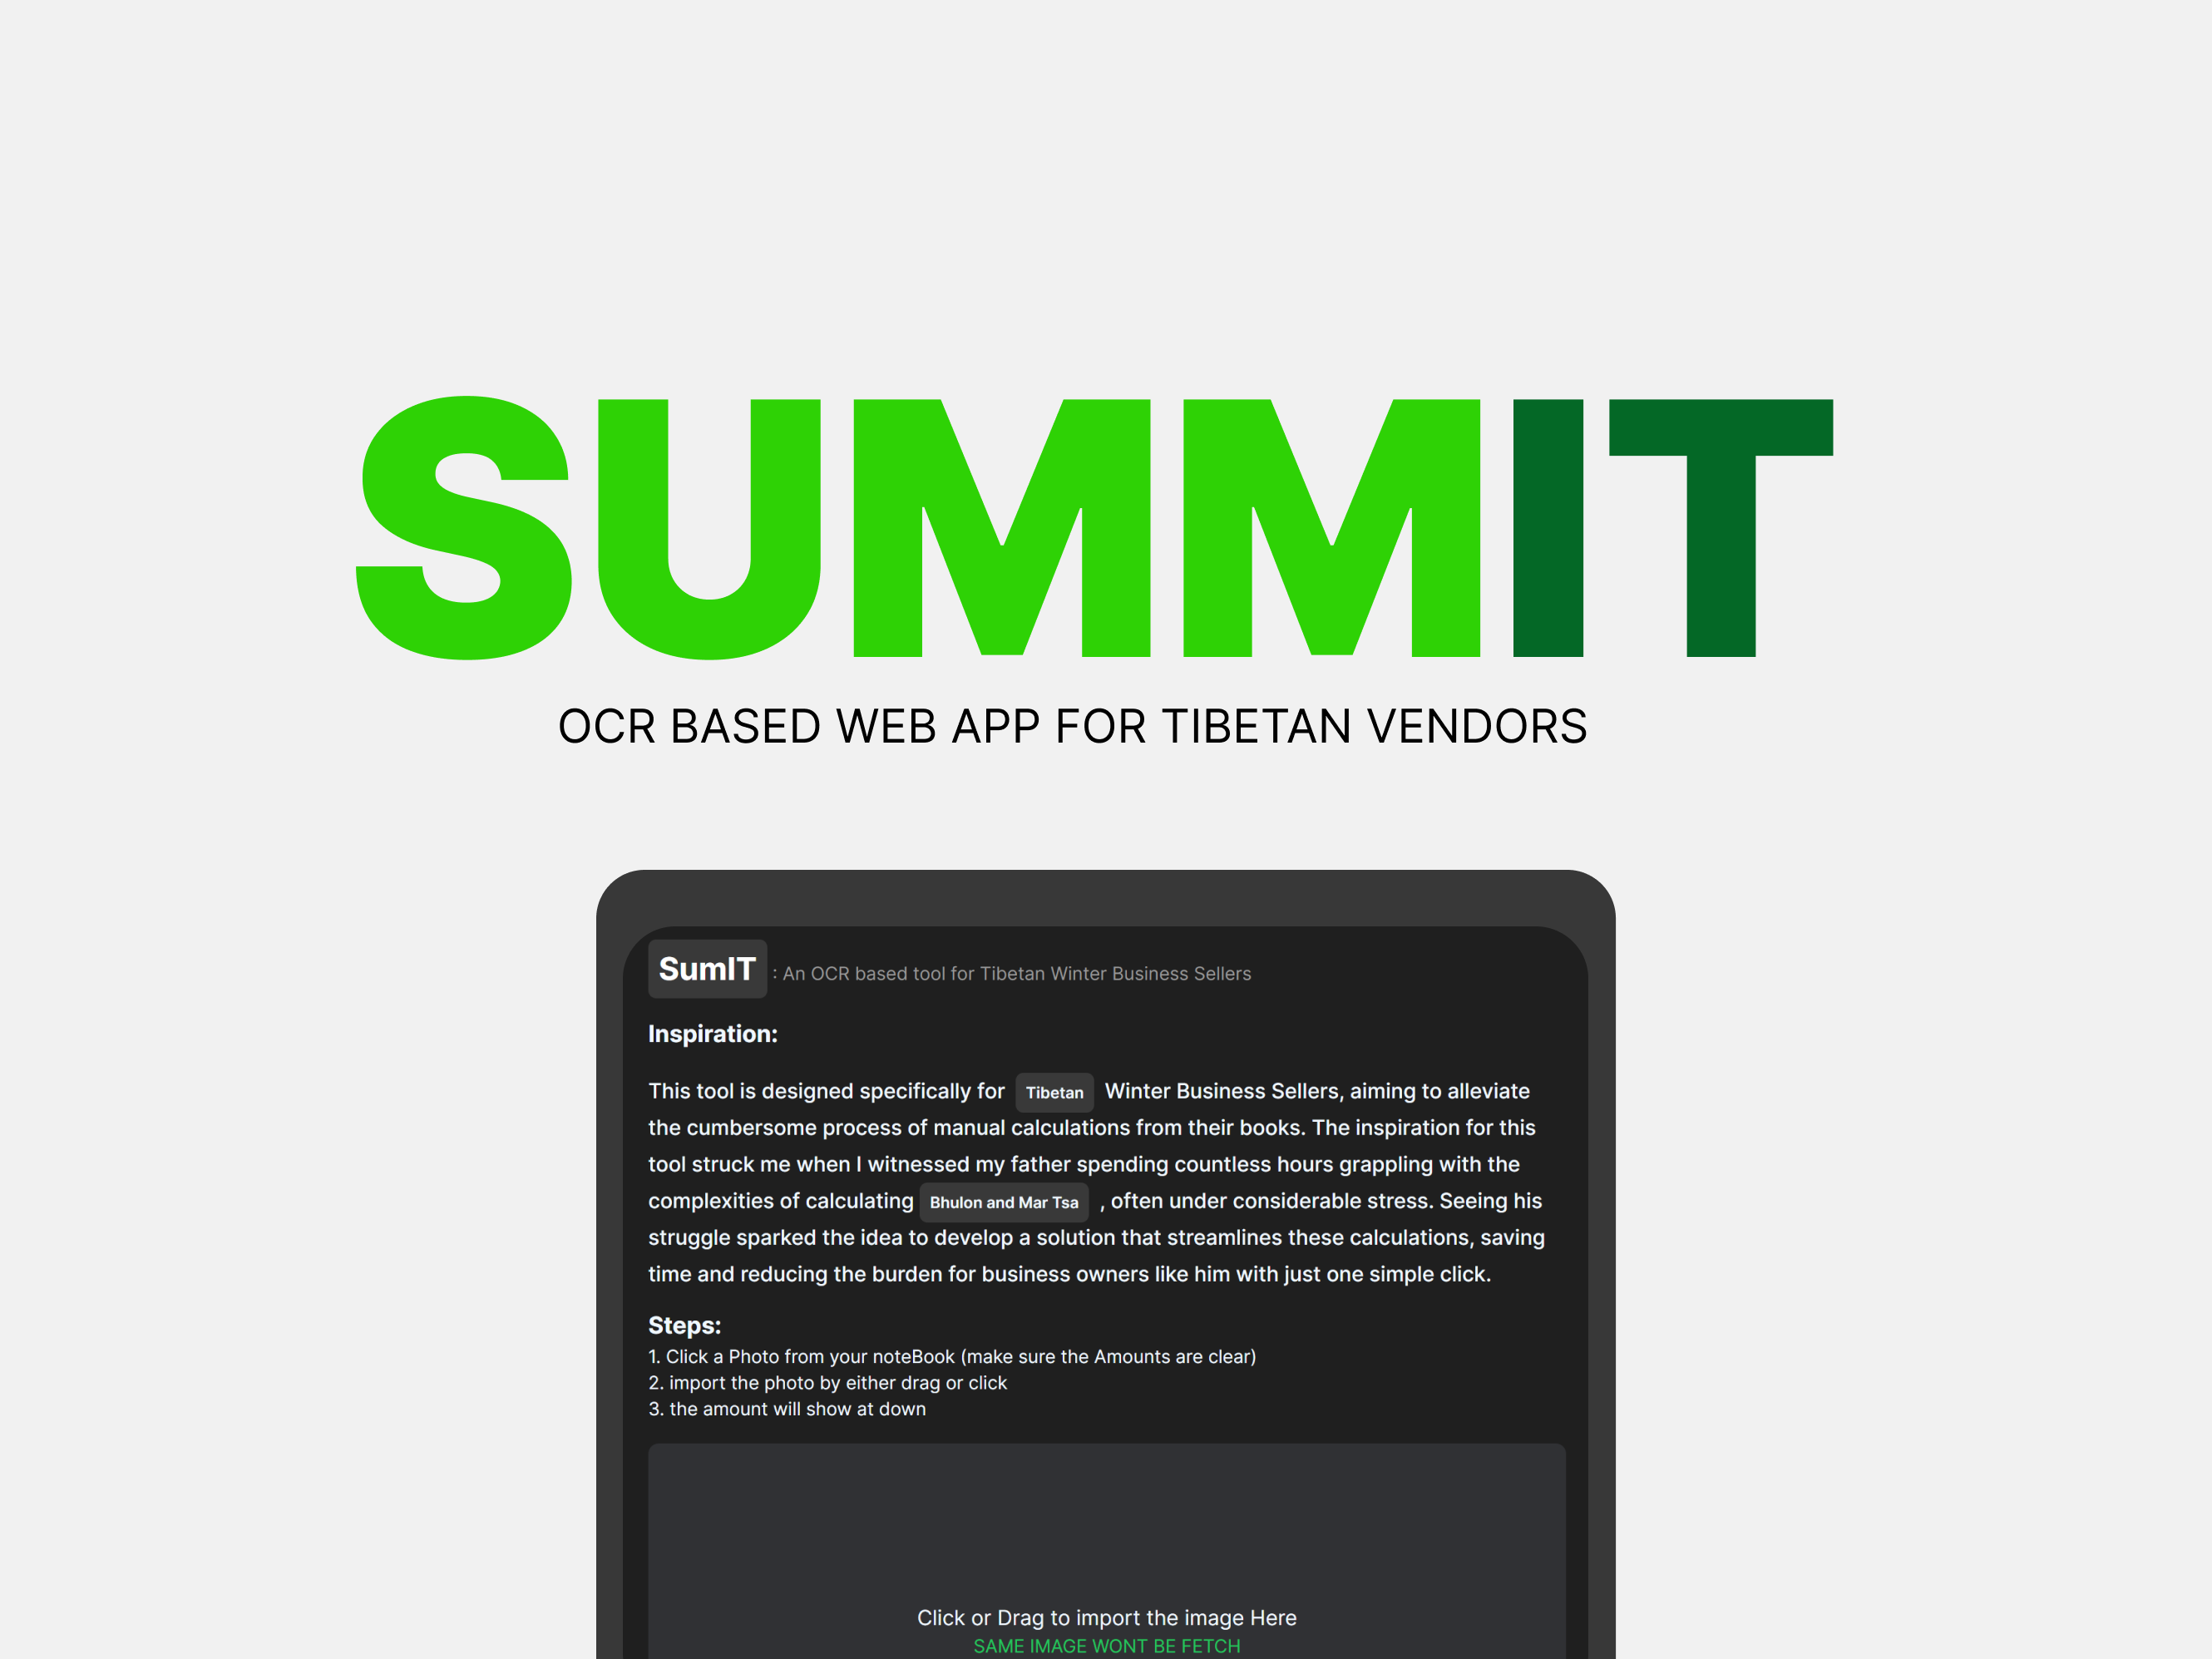 SUMMIT
OCR BASED WEB APP FOR TIBETAN VENDORS
SumIT : An OCR based tool for Tibetan Winter Business Sellers
Inspiration:
This tool is designed specifically for Tibetan Winter Business Sellers, aiming to alleviate
the cumbersome process of manual calculations from their books. The inspiration for this
tool struck me when I witnessed my father spending countless hours grappling with the
complexities of calculating Bhulon and Mar Tsa , often under considerable stress. Seeing his
struggle sparked the idea to develop a solution that streamlines these calculations, saving
time and reducing the burden for business owners like him with just one simple click.
Steps:
1. Click a Photo from your noteBook (make sure the Amounts are clear)
2. import the photo by either drag or click
3. the amount will show at down
Click or Drag to import the image Here
SAME IMAGE WONT BE FETCH